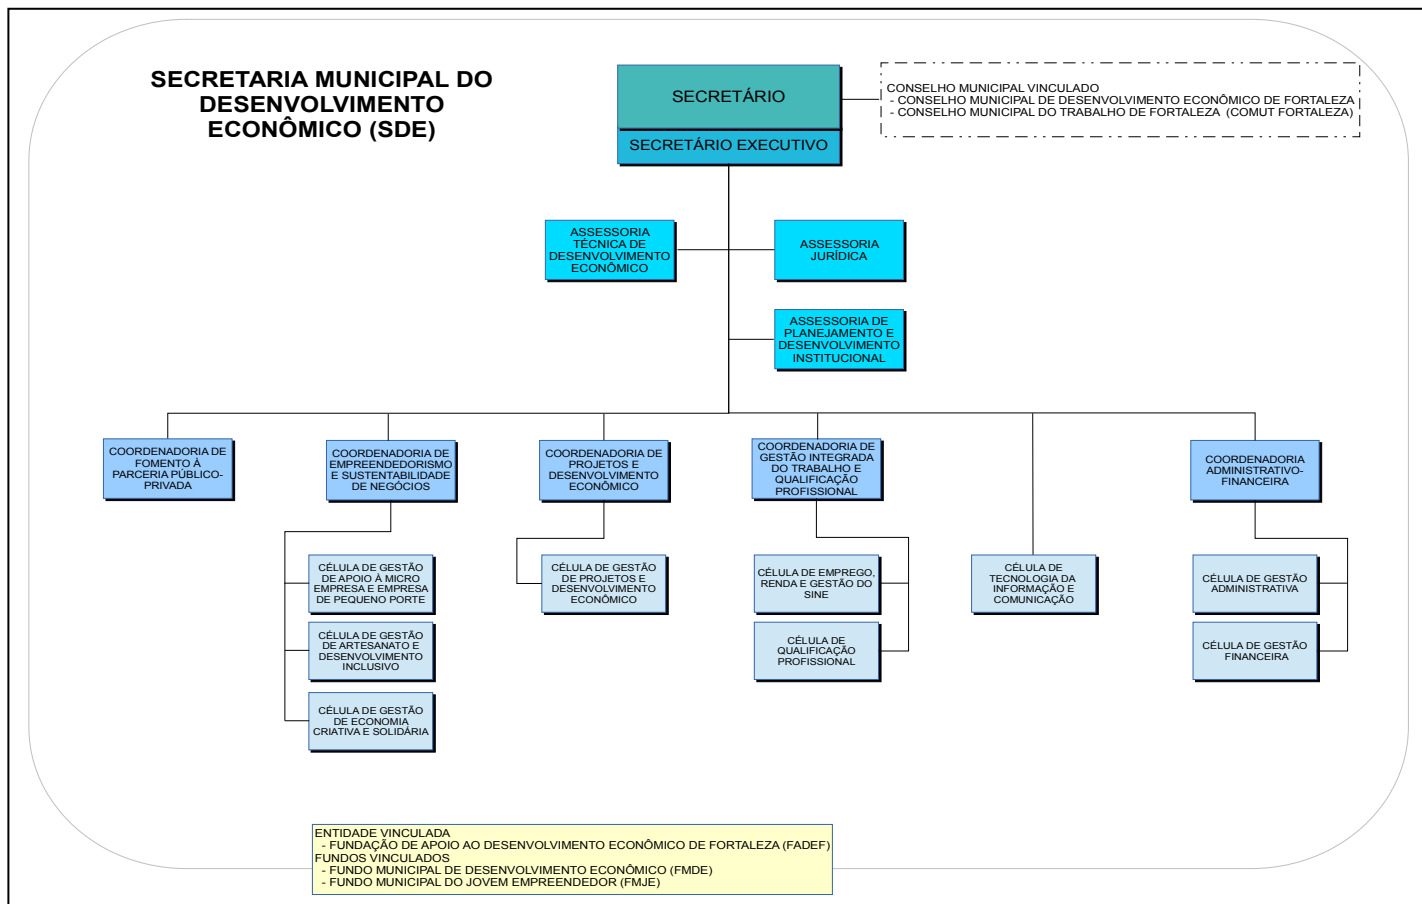 SECRETARIA MUNICIPAL DO
DESENVOLVIMENTO
ECONÔMICO (SDE)
SECRETÁRIO
SECRETÁRIO EXECUTIVO
CONSELHO MUNICIPAL VINCULADO
- CONSELHO MUNICIPAL DE DESENVOLVIMENTO ECONÔMICO DE FORTALEZA
- CONSELHO MUNICIPAL DO TRABALHO DE FORTALEZA (COMUT FORTALEZA)
ASSESSORIA
TÉCNICA DE
DESENVOLVIMENTO
ECONÔMICO
ASSESSORIA
JURÍDICA
ASSESSORIA DE
PLANEJAMENTO E
DESENVOLVIMENTO
INSTITUCIONAL
COORDENADORIA DE
FOMENTO À
PARCERIA PÚBLICO-
PRIVADA
COORDENADORIA DE
EMPREENDEDORISMO
E SUSTENTABILIDADE
DE NEGÓCIOS
COORDENADORIA DE
PROJETOS E
DESENVOLVIMENTO
ECONÔMICO
COORDENADORIA DE
GESTÃO INTEGRADA
DO TRABALHO E
QUALIFICAÇÃO
PROFISSIONAL
COORDENADORIA
ADMINISTRATIVO-
FINANCEIRA
CÉLULA DE GESTÃO
DE APOIO À MICRO
EMPRESA E EMPRESA
DE PEQUENO PORTE
CÉLULA DE GESTÃO
DE PROJETOS E
DESENVOLVIMENTO
ECONÔMICO
CÉLULA DE EMPREGO,
RENDA E GESTÃO DO
SINE
CÉLULA DE
TECNOLOGIA DA
INFORMAÇÃO E
COMUNICAÇÃO
CÉLULA DE GESTÃO
ADMINISTRATIVA
CÉLULA DE GESTÃO
DE ARTESANATO E
DESENVOLVIMENTO
INCLUSIVO
CÉLULA DE
QUALIFICAÇÃO
PROFISSIONAL
CÉLULA DE GESTÃO
FINANCEIRA
CÉLULA DE GESTÃO
DE ECONOMIA
CRIATIVA E SOLIDÁRIA
ENTIDADE VINCULADA
- FUNDAÇÃO DE APOIO AO DESENVOLVIMENTO ECONÔMICO DE FORTALEZA (FADEF)
FUNDOS VINCULADOS
- FUNDO MUNICIPAL DE DESENVOLVIMENTO ECONÔMICO (FMDE)
- FUNDO MUNICIPAL DO JOVEM EMPREENDEDOR (FMJE)